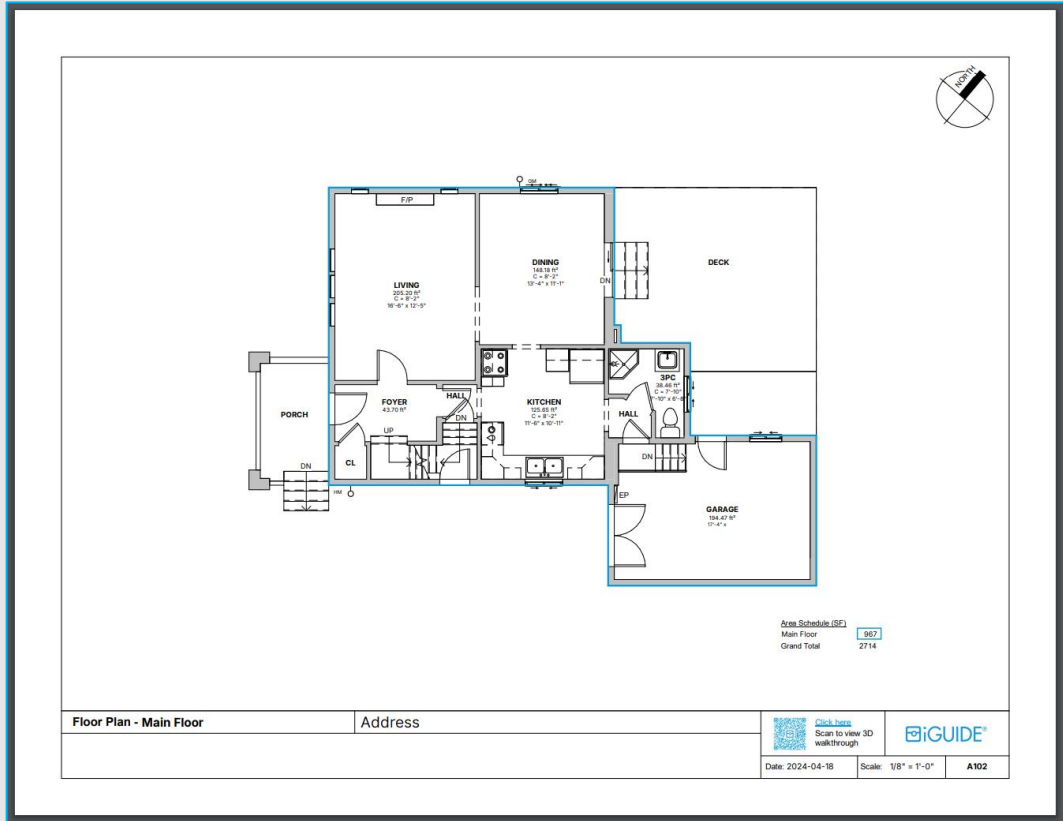 NORTH
GM
F/P
DINING
148.18 ft²
C = 8'-2"
13'-4" x 11'-1"
DECK
DN
LIVING
205.20 ft²
C = 8'-2"
16'-6" x 12'-5"
3PC
38.46 ft²
C = 7'-10"
HALL
FOYER
43.70 ft²
KITCHEN
125.65 ft²
C = 8'-2"
11'-6" x 10'-11"
PORCH
HALL
DN
UP
CL
DN
DN
HM
EP
GARAGE
194.47 ft²
17'-4" x
Area Schedule (SF)
Main Floor 967
Grand Total 2714
Floor Plan - Main Floor
Address
Click here
Scan to view 3D
walkthrough
iGUIDE®
Date: 2024-04-18
Scale: 1/8" = 1'-0"
A102